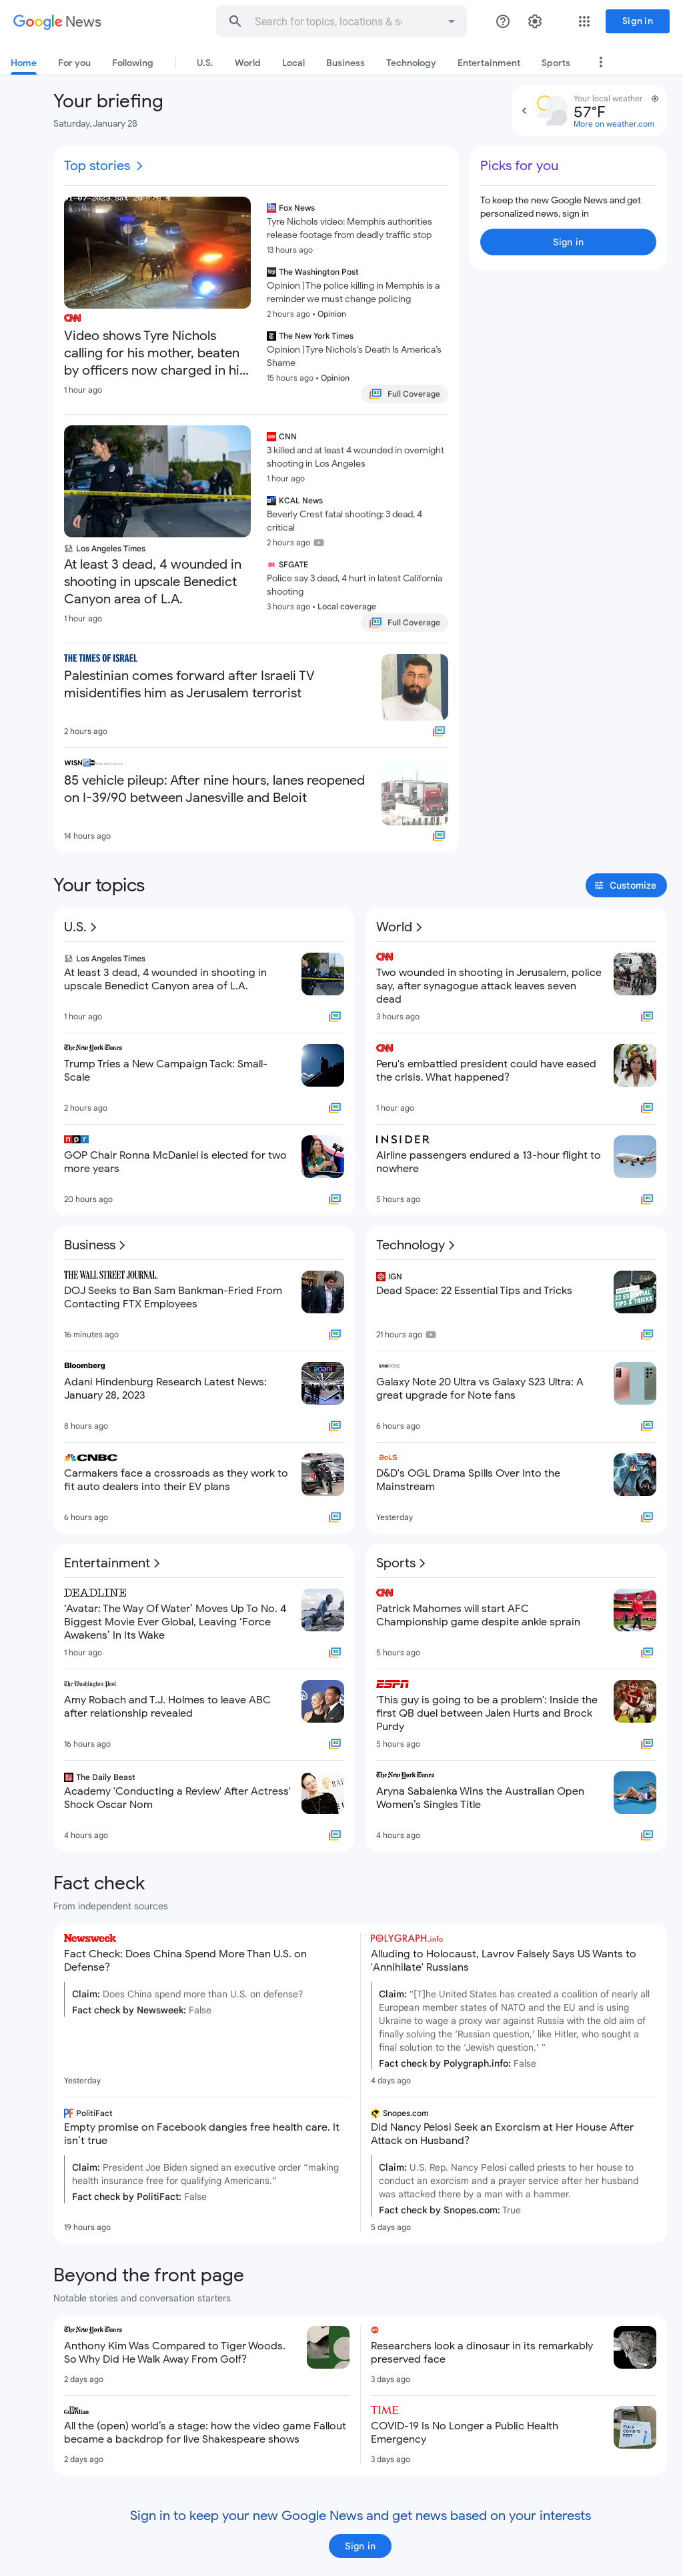 Google News
Search for topics, locations & s
Sign in
Home
For you
Following
U.S.
World
Local
Business
Technology
Entertainment
Sports
Your briefing
Saturday, January 28
Your local weather
57°F
More on weather.com
Top stories
CNN
Video shows Tyre Nichols
calling for his mother, beaten
by officers now charged in hi...
1 hour ago
Fox News
Tyre Nichols video: Memphis authorities
release footage from deadly traffic stop
13 hours ago
The Washington Post
Opinion | The police killing in Memphis is a
reminder we must change policing
2 hours ago • Opinion
The New York Times
Opinion | Tyre Nichols's Death Is America's
Shame
15 hours ago • Opinion
Full Coverage
Los Angeles Times
At least 3 dead, 4 wounded in
shooting in upscale Benedict
Canyon area of L.A.
1 hour ago
CNN
3 killed and at least 4 wounded in overnight
shooting in Los Angeles
1 hour ago
KCAL News
Beverly Crest fatal shooting: 3 dead, 4
critical
2 hours ago
SFGATE
Police say 3 dead, 4 hurt in latest California
shooting
3 hours ago • Local coverage
Full Coverage
THE TIMES OF ISRAEL
Palestinian comes forward after Israeli TV
misidentifies him as Jerusalem terrorist
2 hours ago
WISN
85 vehicle pileup: After nine hours, lanes reopened
on I-39/90 between Janesville and Beloit
14 hours ago
Picks for you
To keep the new Google News and get
personalized news, sign in
Sign in
Your topics
Customize
U.S.
Los Angeles Times
At least 3 dead, 4 wounded in shooting in
upscale Benedict Canyon area of L.A.
1 hour ago
The New York Times
Trump Tries a New Campaign Tack: Small-
Scale
2 hours ago
npr
GOP Chair Ronna McDaniel is elected for two
more years
20 hours ago
World
CNN
Two wounded in shooting in Jerusalem, police
say, after synagogue attack leaves seven
dead
3 hours ago
CNN
Peru's embattled president could have eased
the crisis. What happened?
1 hour ago
INSIDER
Airline passengers endured a 13-hour flight to
nowhere
5 hours ago
Business
THE WALL STREET JOURNAL.
DOJ Seeks to Ban Sam Bankman-Fried From
Contacting FTX Employees
16 minutes ago
Bloomberg
Adani Hindenburg Research Latest News:
January 28, 2023
8 hours ago
CNBC
Carmakers face a crossroads as they work to
fit auto dealers into their EV plans
6 hours ago
Technology
IGN
Dead Space: 22 Essential Tips and Tricks
22 ESSENTIAL
TIPS & TRICKS
21 hours ago
Galaxy Note 20 Ultra vs Galaxy S23 Ultra: A
great upgrade for Note fans
6 hours ago
BoLS
D&D's OGL Drama Spills Over Into the
Mainstream
Yesterday
Entertainment
DEADLINE
'Avatar: The Way Of Water' Moves Up To No. 4
Biggest Movie Ever Global, Leaving 'Force
Awakens' In Its Wake
1 hour ago
The Washington Post
Amy Robach and T.J. Holmes to leave ABC
after relationship revealed
16 hours ago
The Daily Beast
Academy 'Conducting a Review' After Actress'
Shock Oscar Nom
4 hours ago
Sports
CNN
Patrick Mahomes will start AFC
Championship game despite ankle sprain
5 hours ago
ESPN
'This guy is going to be a problem': Inside the
first QB duel between Jalen Hurts and Brock
Purdy
5 hours ago
The New York Times
Aryna Sabalenka Wins the Australian Open
Women's Singles Title
4 hours ago
Fact check
From independent sources
Newsweek
Fact Check: Does China Spend More Than U.S. on
Defense?
Claim: Does China spend more than U.S. on defense?
Fact check by Newsweek: False
Yesterday
POLYGRAPH.info
Alluding to Holocaust, Lavrov Falsely Says US Wants to
'Annihilate' Russians
Claim: "[T]he United States has created a coalition of nearly all
European member states of NATO and the EU and is using
Ukraine to wage a proxy war against Russia with the old aim of
finally solving the 'Russian question,' like Hitler, who sought a
final solution to the 'Jewish question.' "
Fact check by Polygraph.info: False
4 days ago
PolitiFact
Empty promise on Facebook dangles free health care. It
isn't true
Claim: President Joe Biden signed an executive order "making
health insurance free for qualifying Americans."
Fact check by PolitiFact: False
19 hours ago
Snopes.com
Did Nancy Pelosi Seek an Exorcism at Her House After
Attack on Husband?
Claim: U.S. Rep. Nancy Pelosi called priests to her house to
conduct an exorcism and a prayer service after her husband
was attacked there by a man with a hammer.
Fact check by Snopes.com: True
5 days ago
Beyond the front page
Notable stories and conversation starters
The New York Times
Anthony Kim Was Compared to Tiger Woods.
So Why Did He Walk Away From Golf?
2 days ago
Researchers look a dinosaur in its remarkably
preserved face
3 days ago
The Guardian
All the (open) world's a stage: how the video game Fallout
became a backdrop for live Shakespeare shows
2 days ago
TIME
COVID-19 Is No Longer a Public Health
Emergency
3 days ago
Sign in to keep your new Google News and get news based on your interests
Sign in